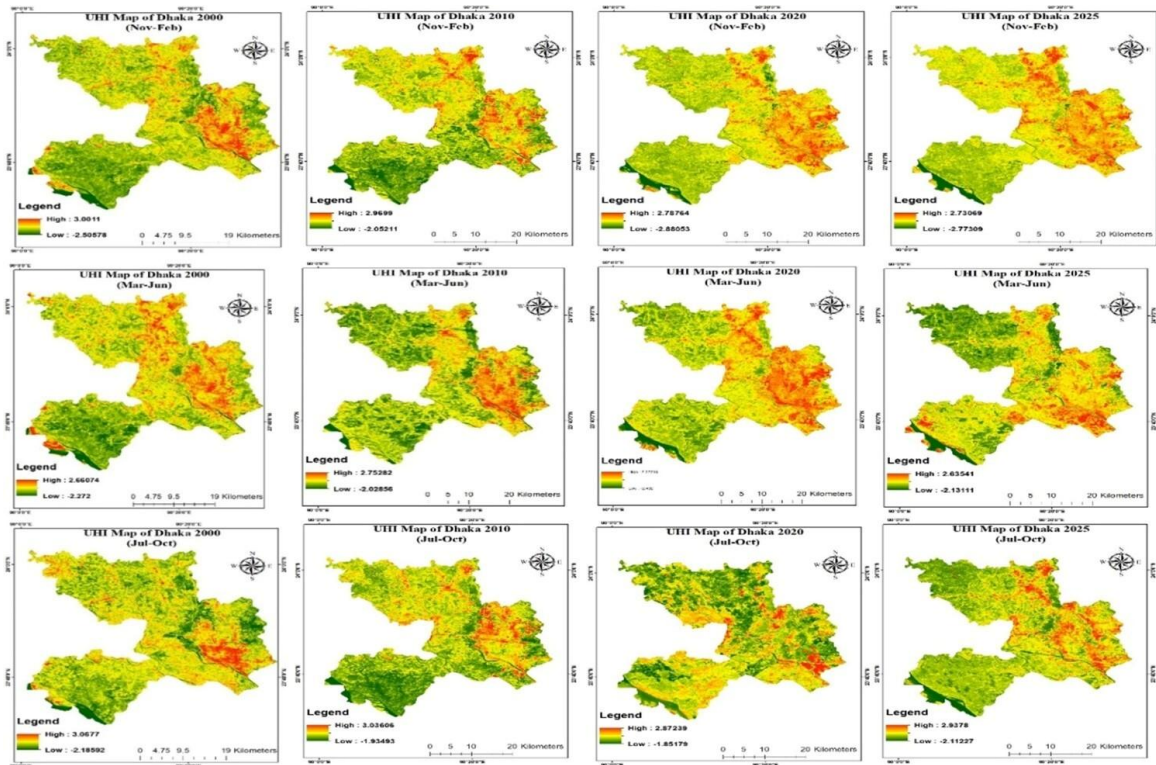 UHI Map of Dhaka 2000
(Nov-Feb)
N
W E
S
Legend
High : 3.0011
Low : -2.50578
0 4.75 9.5 19 Kilometers
UHI Map of Dhaka 2010
(Nov-Feb)
N
W E
S
Legend
High : 2.9699
Low : -2.05211
0 5 10 20 Kilometers
UHI Map of Dhaka 2020
(Nov-Feb)
N
W E
S
Legend
High : 2.78764
Low : -2.88053
0 5 10 20 Kilometers
UHI Map of Dhaka 2025
(Nov-Feb)
N
W E
S
Legend
High : 2.73069
Low : -2.77309
0 5 10 20 Kilometers
UHI Map of Dhaka 2000
(Mar-Jun)
N
W E
S
Legend
High : 2.66074
Low : -2.272
0 4.75 9.5 19 Kilometers
UHI Map of Dhaka 2010
(Mar-Jun)
N
W E
S
Legend
High : 2.75282
Low : -2.02856
0 5 10 20 Kilometers
UHI Map of Dhaka 2020
(Mar-Jun)
N
W E
S
Legend
0 5 10 20 Kilometers
UHI Map of Dhaka 2025
(Mar-Jun)
N
W E
S
Legend
High : 2.63541
Low : -2.13111
0 5 10 20 Kilometers
UHI Map of Dhaka 2000
(Jul-Oct)
N
W E
S
Legend
High : 3.0677
Low : -2.18592
0 4.75 9.5 19 Kilometers
UHI Map of Dhaka 2010
(Jul-Oct)
N
W E
S
Legend
High : 3.03606
Low : -1.93493
0 5 10 20 Kilometers
UHI Map of Dhaka 2020
(Jul-Oct)
N
W E
S
Legend
High : 2.87239
Low : -1.85179
0 5 10 20 Kilometers
UHI Map of Dhaka 2025
(Jul-Oct)
N
W E
S
Legend
High : 2.9378
Low : -2.11227
0 5 10 20 Kilometers